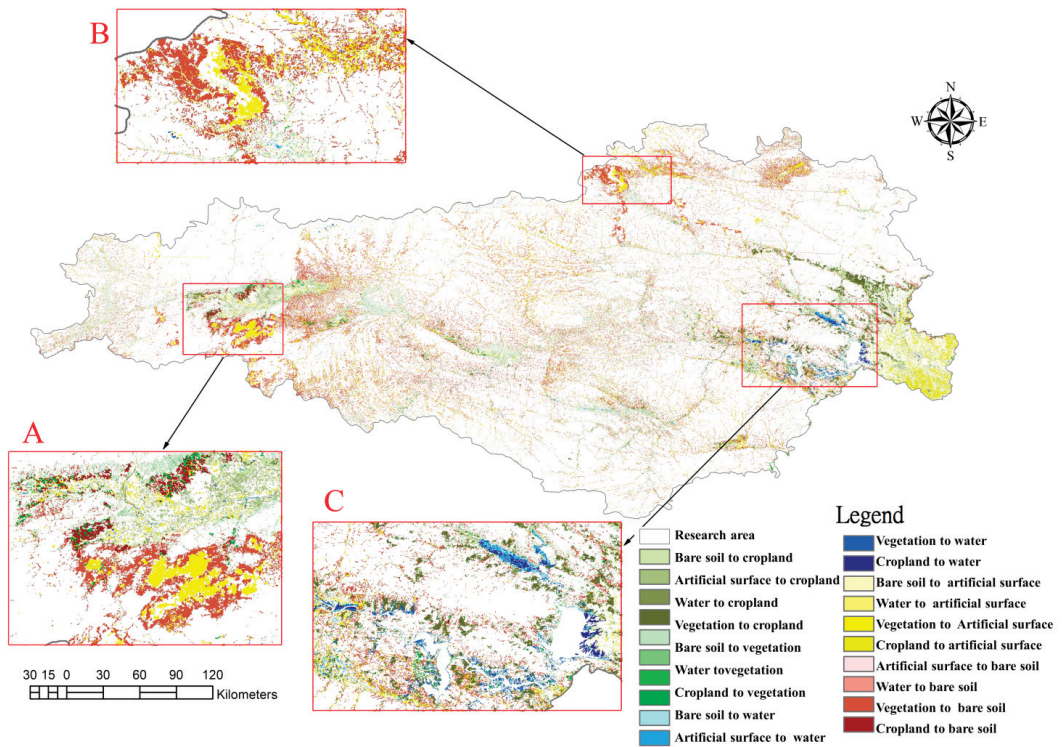 B
N
W E
S
A
C
30 15 0 30 60 90 120
Kilometers
Legend
Research area
Bare soil to cropland
Artificial surface to cropland
Water to cropland
Vegetation to cropland
Bare soil to vegetation
Water tovegetation
Cropland to vegetation
Bare soil to water
Artificial surface to water
Vegetation to water
Cropland to water
Bare soil to artificial surface
Water to artificial surface
Vegetation to Artificial surface
Cropland to artificial surface
Artificial surface to bare soil
Water to bare soil
Vegetation to bare soil
Cropland to bare soil